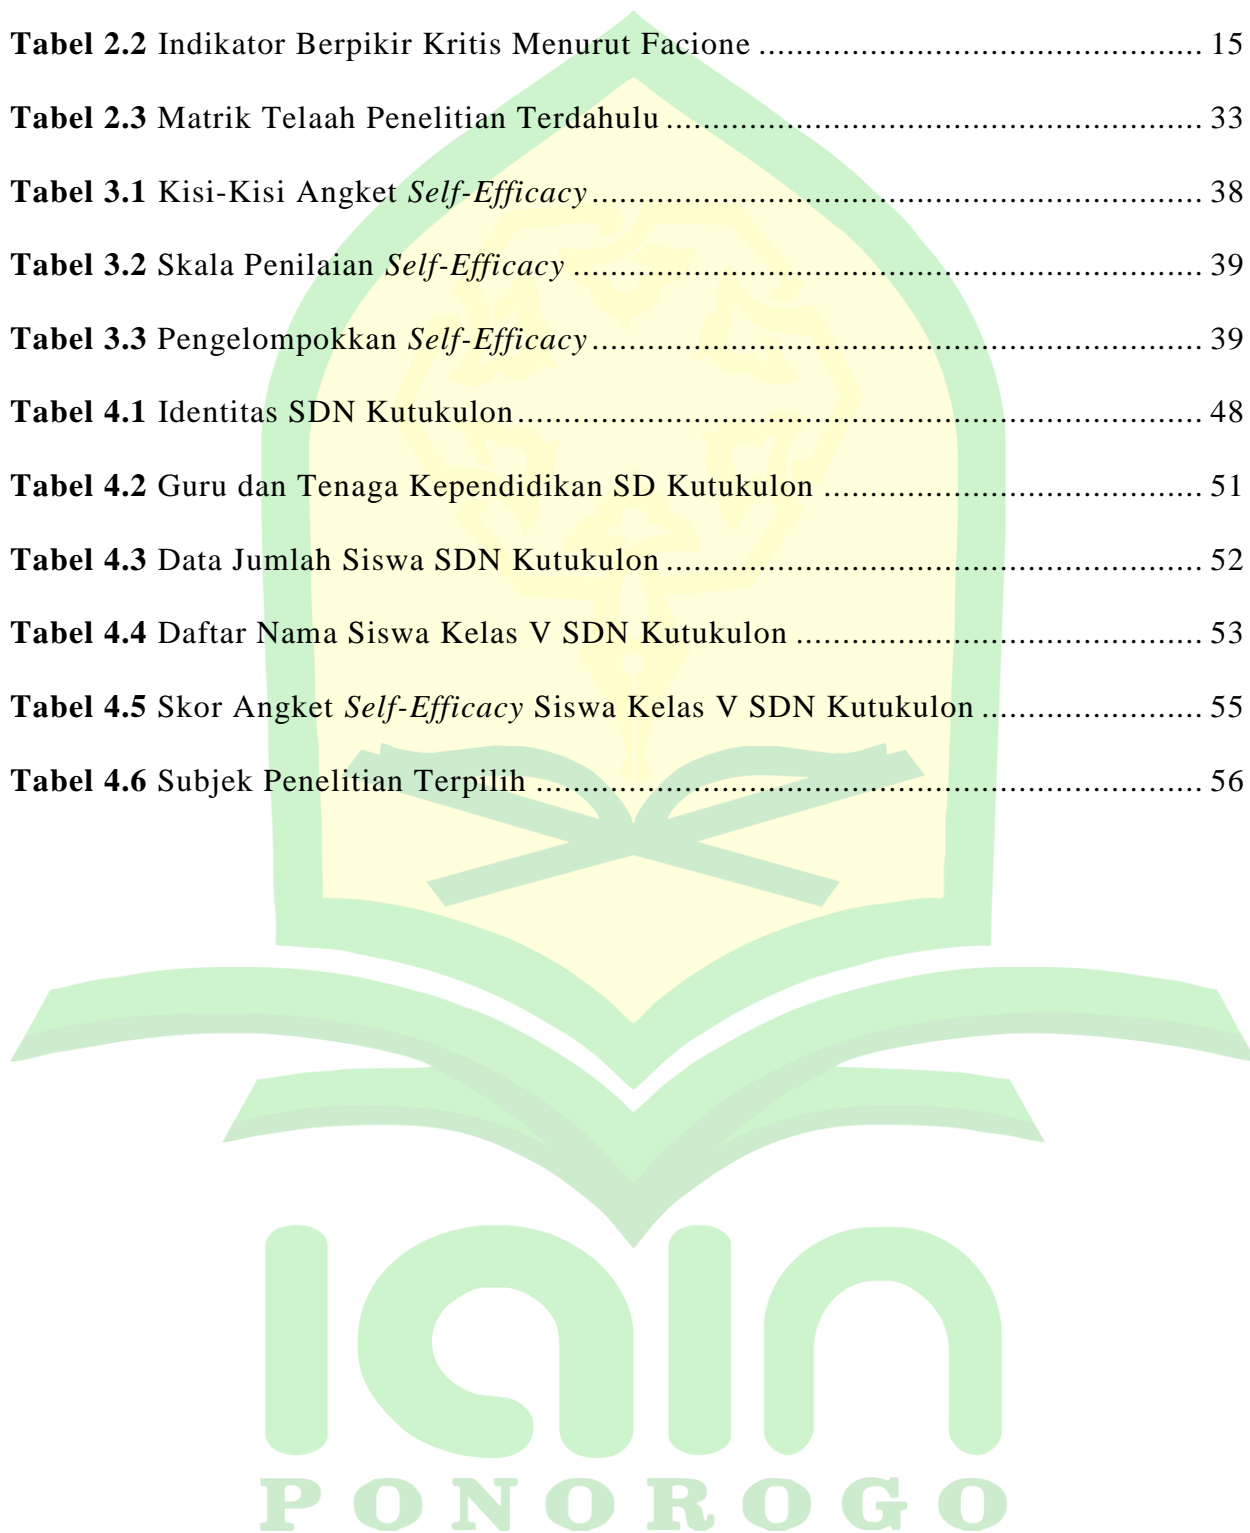 Tabel 2.2 Indikator Berpikir Kritis Menurut Facione ........................................................ 15
Tabel 2.3 Matrik Telaah Penelitian Terdahulu .................................................................. 33
Tabel 3.1 Kisi-Kisi Angket Self-Efficacy ........................................................................... 38
Tabel 3.2 Skala Penilaian Self-Efficacy ............................................................................. 39
Tabel 3.3 Pengelompokkan Self-Efficacy ........................................................................... 39
Tabel 4.1 Identitas SDN Kutukulon .................................................................................... 48
Tabel 4.2 Guru dan Tenaga Kependidikan SD Kutukulon ................................................ 51
Tabel 4.3 Data Jumlah Siswa SDN Kutukulon .................................................................. 52
Tabel 4.4 Daftar Nama Siswa Kelas V SDN Kutukulon ................................................... 53
Tabel 4.5 Skor Angket Self-Efficacy Siswa Kelas V SDN Kutukulon ............................ 55
Tabel 4.6 Subjek Penelitian Terpilih .................................................................................. 56
iain
PONOROGO